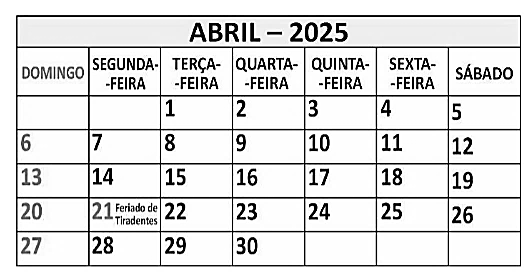 ABRIL – 2025
DOMINGO SEGUNDA- -FEIRA TERÇA- -FEIRA QUARTA- -FEIRA QUINTA- -FEIRA SEXTA- -FEIRA SÁBADO
1 2 3 4 5
6 7 8 9 10 11 12
13 14 15 16 17 18 19
20 21 Feriado de Tiradentes 22 23 24 25 26
27 28 29 30